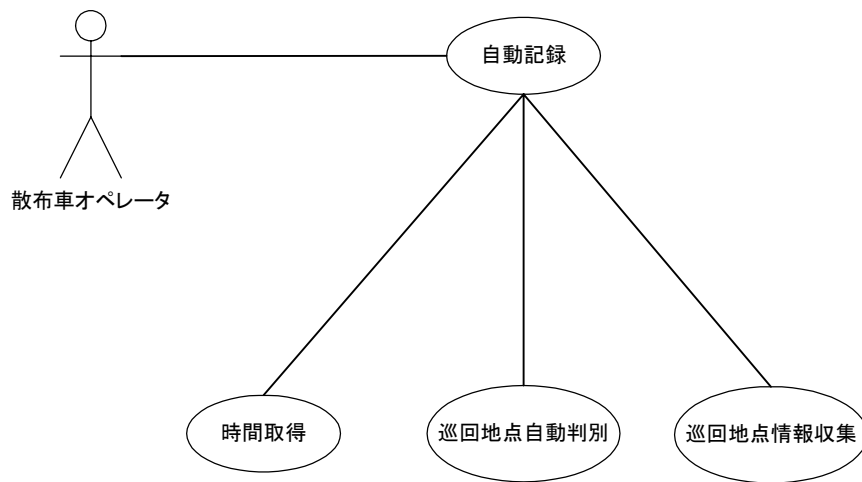 自動記録
散布車オペレータ
時間取得
巡回地点自動判別
巡回地点情報収集